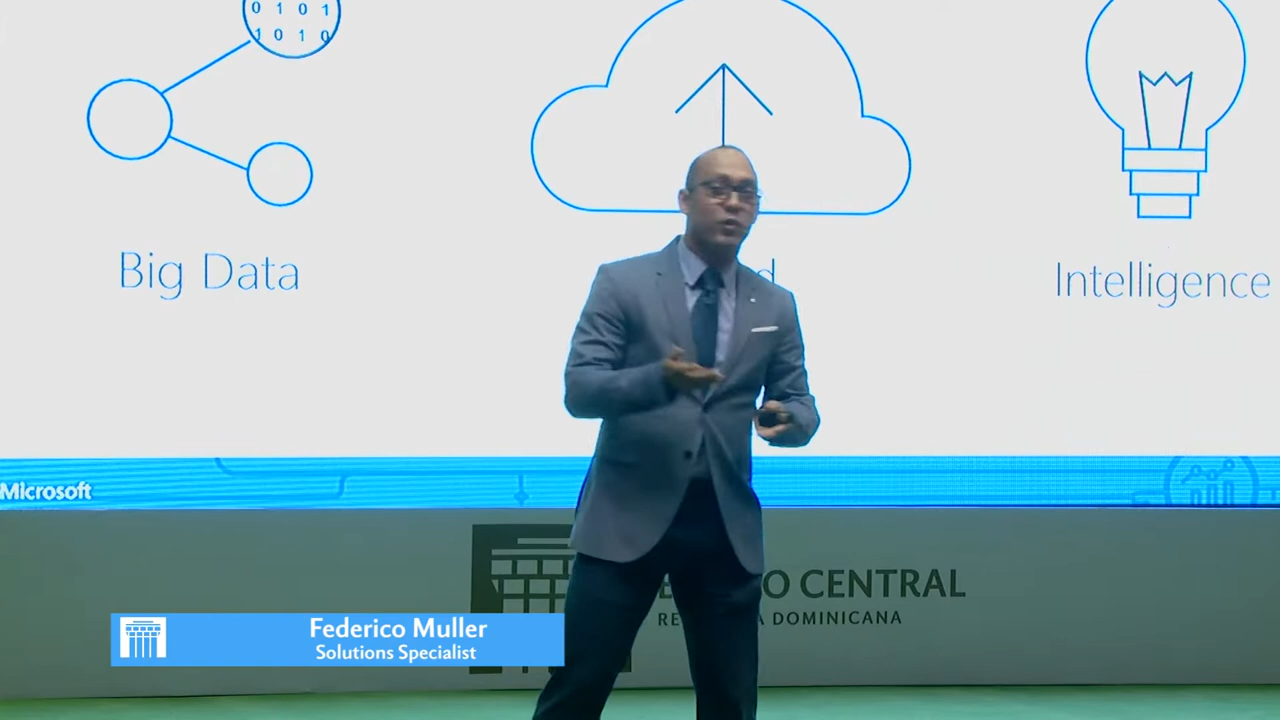 0 1 0 1
1 0 1 0
Big Data
Intelligence
Microsoft
CENTRAL
DOMINICANA
Federico Muller
Solutions Specialist